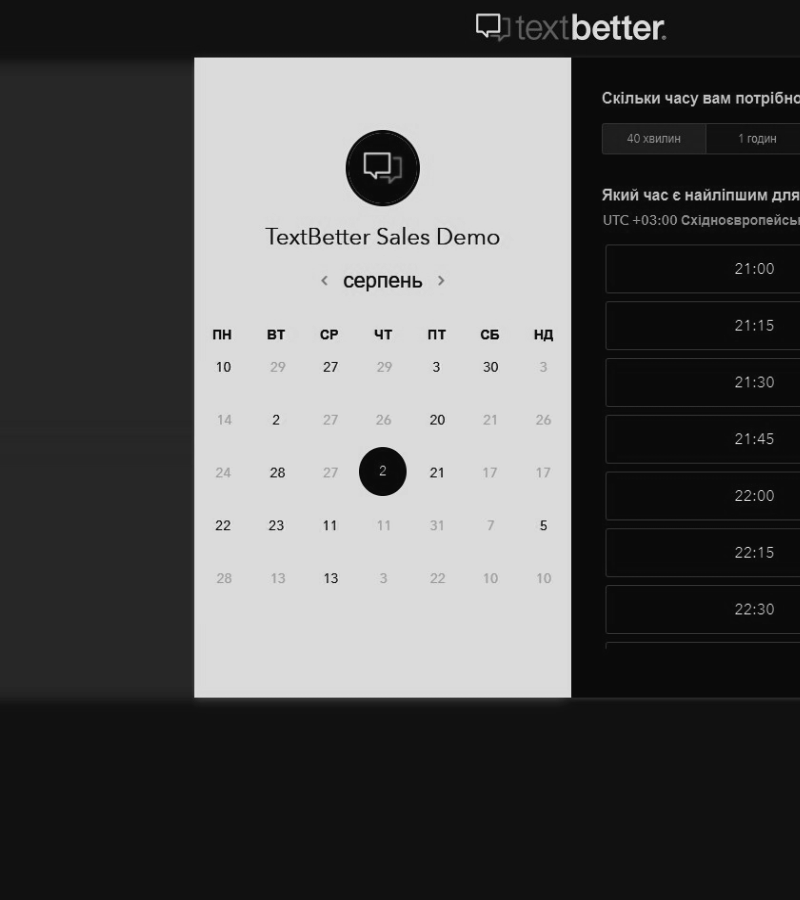 textbetter.
TextBetter Sales Demo
серпень
ПН ВТ СР ЧТ ПТ СБ НД
10 29 27 29 3 30 3
14 2 27 26 20 21 26
24 28 27 2 21 17 17
22 23 11 11 31 7 5
28 13 13 3 22 10 10
Скільки часу вам потрібно
40 хвилин 1 годин
Який час є найліпшим для
UTC +03:00 Східноєвропейськ
21:00
21:15
21:30
21:45
22:00
22:15
22:30